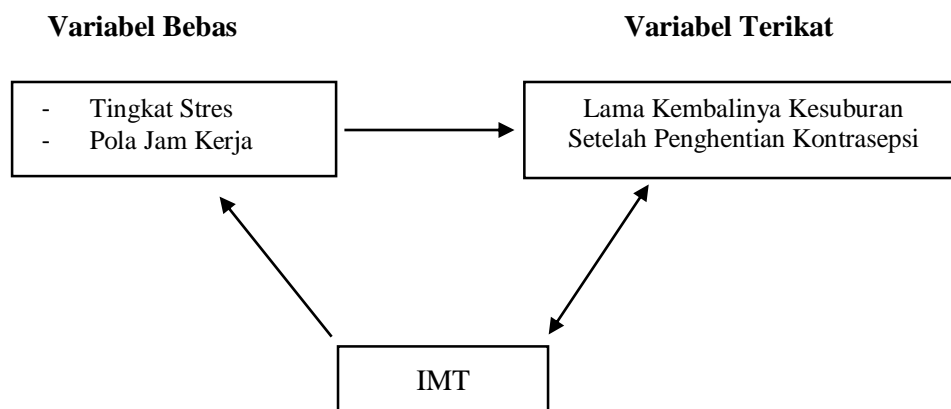 Variabel Bebas
Variabel Terikat
- Tingkat Stres
- Pola Jam Kerja
Lama Kembalinya Kesuburan
Setelah Penghentian Kontrasepsi
IMT